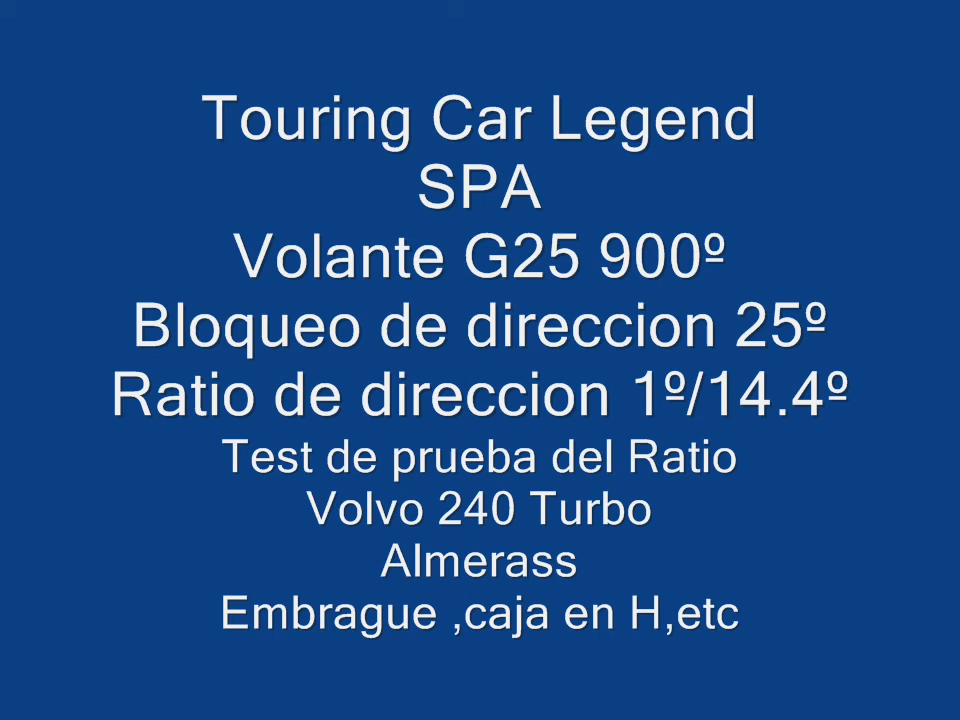 Touring Car Legend
SPA
Volante G25 900º
Bloqueo de direccion 25º
Ratio de direccion 1º/14.4º
Test de prueba del Ratio
Volvo 240 Turbo
Almerass
Embrague ,caja en H,etc